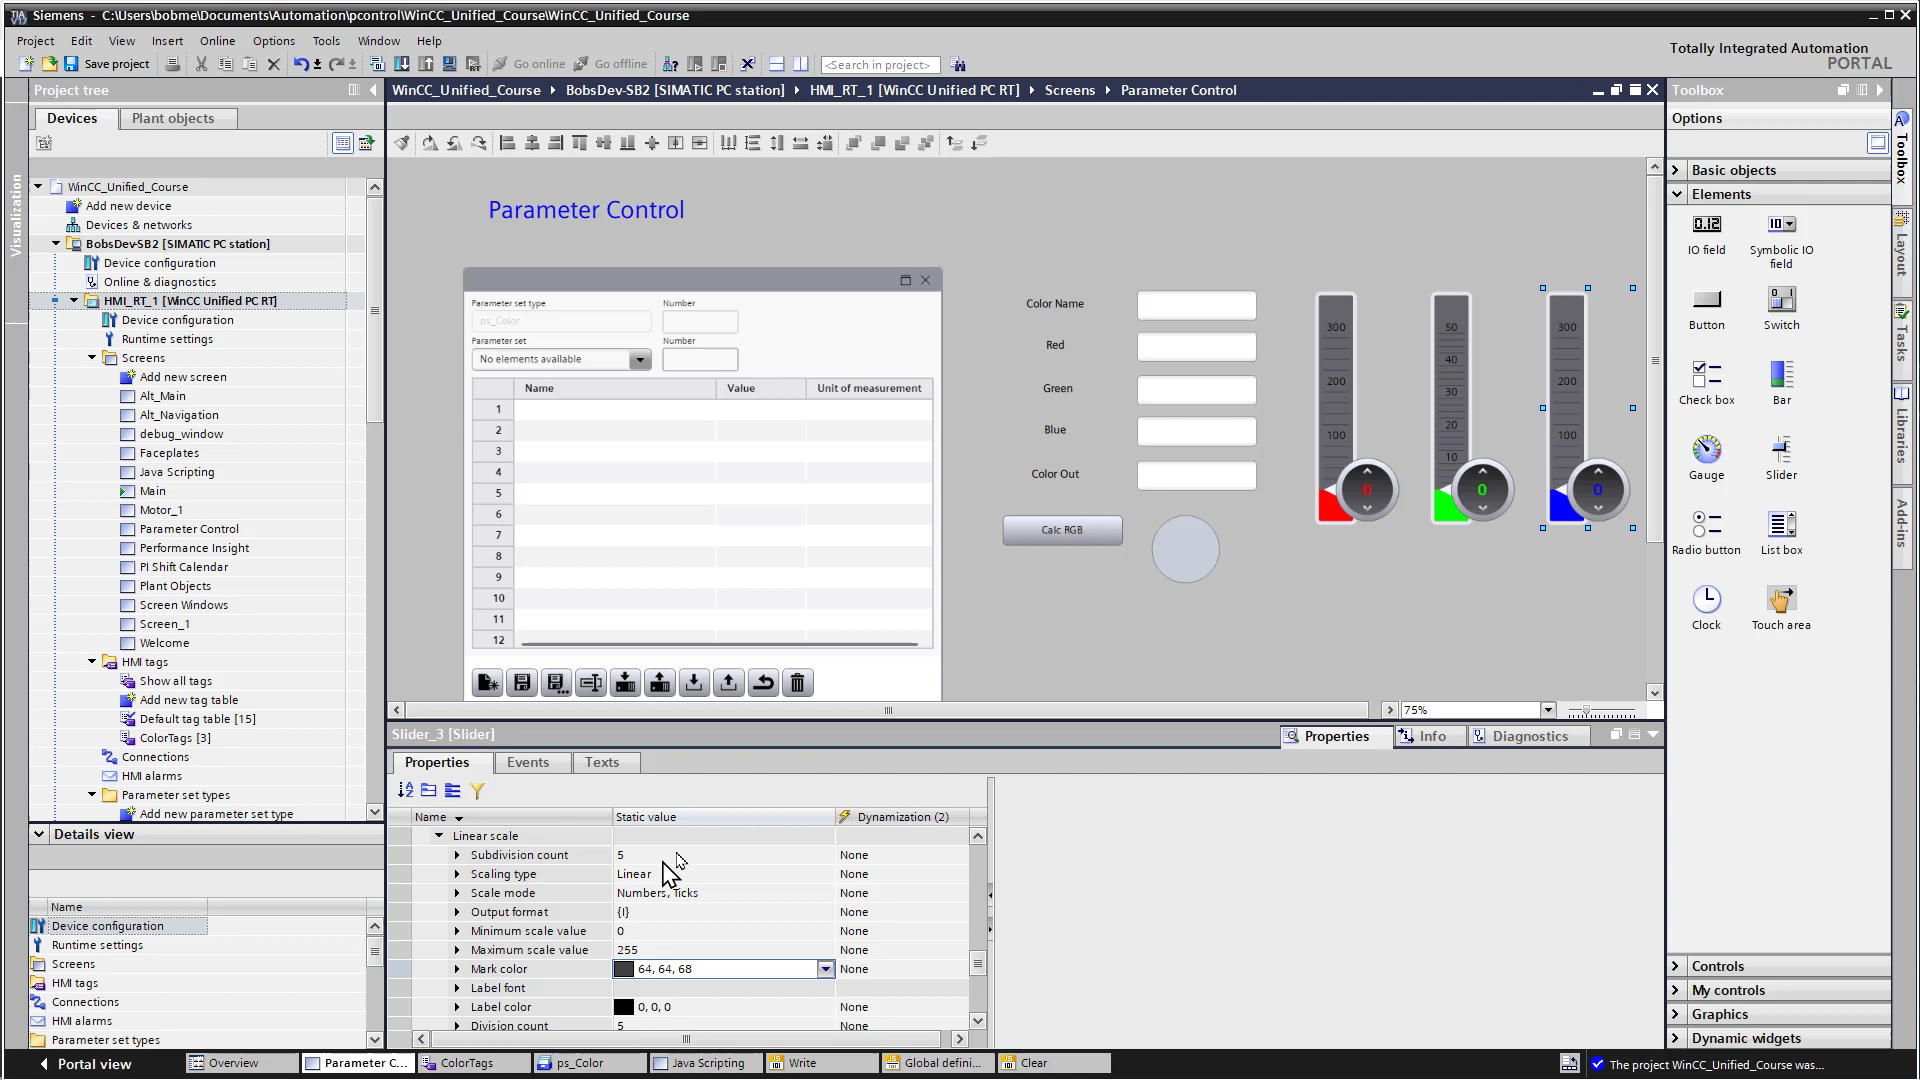 Siemens - C:\Users\bobme\Documents\Automation\pcontrol\WinCC_Unified_Course\WinCC_Unified_Course
Project Edit View Insert Online Options Tools Window Help
Totally Integrated Automation
PORTAL
Save project
Go online
Go offline
<Search in project>
Project tree
WinCC_Unified_Course
BobsDev-SB2 [SIMATIC PC station]
HMI_RT_1 [WinCC Unified PC RT]
Screens
Parameter Control
Toolbox
Devices
Plant objects
Options
Visualization
WinCC_Unified_Course
Add new device
Devices & networks
BobsDev-SB2 [SIMATIC PC station]
Device configuration
Online & diagnostics
HMI_RT_1 [WinCC Unified PC RT]
Device configuration
Runtime settings
Screens
Add new screen
Alt_Main
Alt_Navigation
debug_window
Faceplates
Java Scripting
Main
Motor_1
Parameter Control
Performance Insight
PI Shift Calendar
Plant Objects
Screen Windows
Screen_1
Welcome
HMI tags
Show all tags
Add new tag table
Default tag table [15]
ColorTags [3]
Connections
HMI alarms
Parameter set types
Add new parameter set type
Details view
Name
Device configuration
Runtime settings
Screens
HMI tags
Connections
HMI alarms
Parameter set types
Parameter Control
Parameter set type
Number
ps_Color
Parameter set
Number
No elements available
Name
Value
Unit of measurement
1
2
3
4
5
6
7
8
9
10
11
12
Color Name
Red
Green
Blue
Color Out
Calc RGB
300
200
100
0
50
40
30
20
10
0
300
200
100
0
75%
Basic objects
Elements
IO field
Symbolic IO
field
Button
Switch
Check box
Bar
Gauge
Slider
Radio button
List box
Clock
Touch area
Controls
My controls
Graphics
Dynamic widgets
Toolbox
Layout
Tasks
Libraries
Add-ins
Slider_3 [Slider]
Properties
Info
Diagnostics
Properties
Events
Texts
Name
Static value
Dynamization (2)
Linear scale
Subdivision count 5 None
Scaling type Linear None
Scale mode Numbers, Ticks None
Output format {I} None
Minimum scale value 0 None
Maximum scale value 255 None
Mark color 64, 64, 68 None
Label font
Label color 0, 0, 0 None
Division count 5 None
Portal view
Overview
Parameter C...
ColorTags
ps_Color
Java Scripting
Write
Global defini...
Clear
The project WinCC_Unified_Course was...